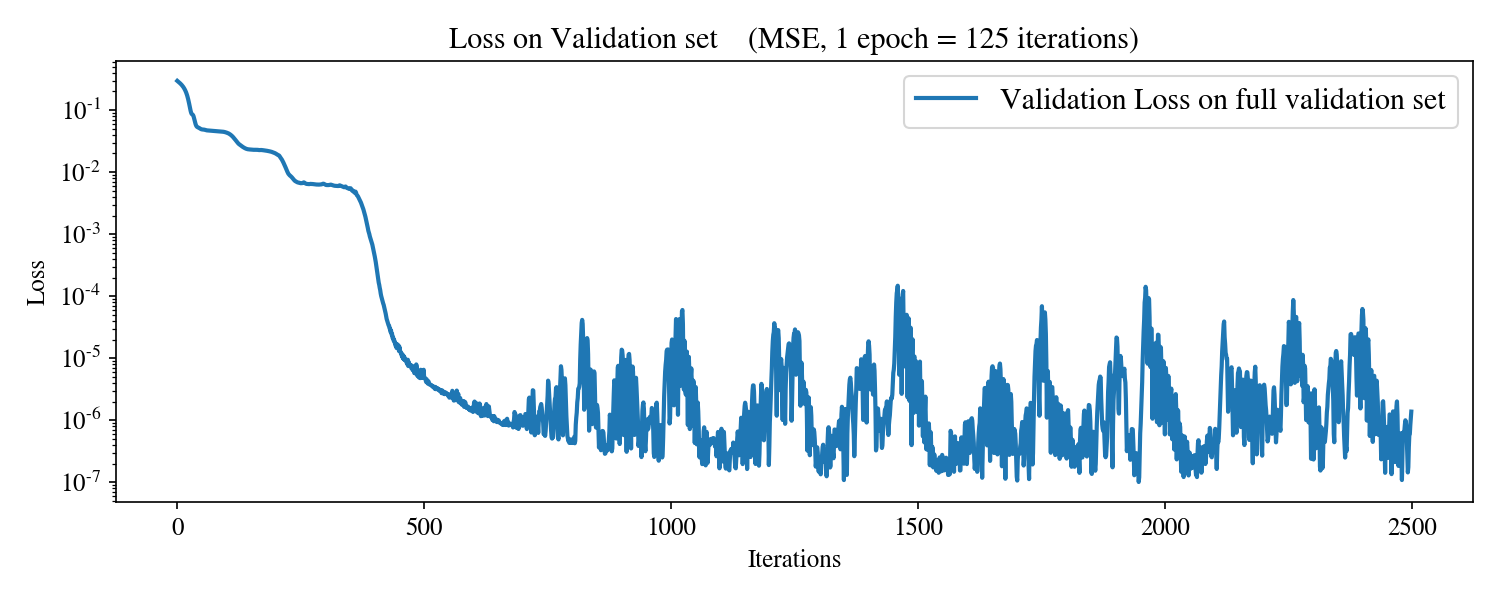 Loss on Validation set (MSE, 1 epoch = 125 iterations)
Validation Loss on full validation set
Loss
10⁻¹
10⁻²
10⁻³
10⁻⁴
10⁻⁵
10⁻⁶
10⁻⁷
0 500 1000 1500 2000 2500
Iterations